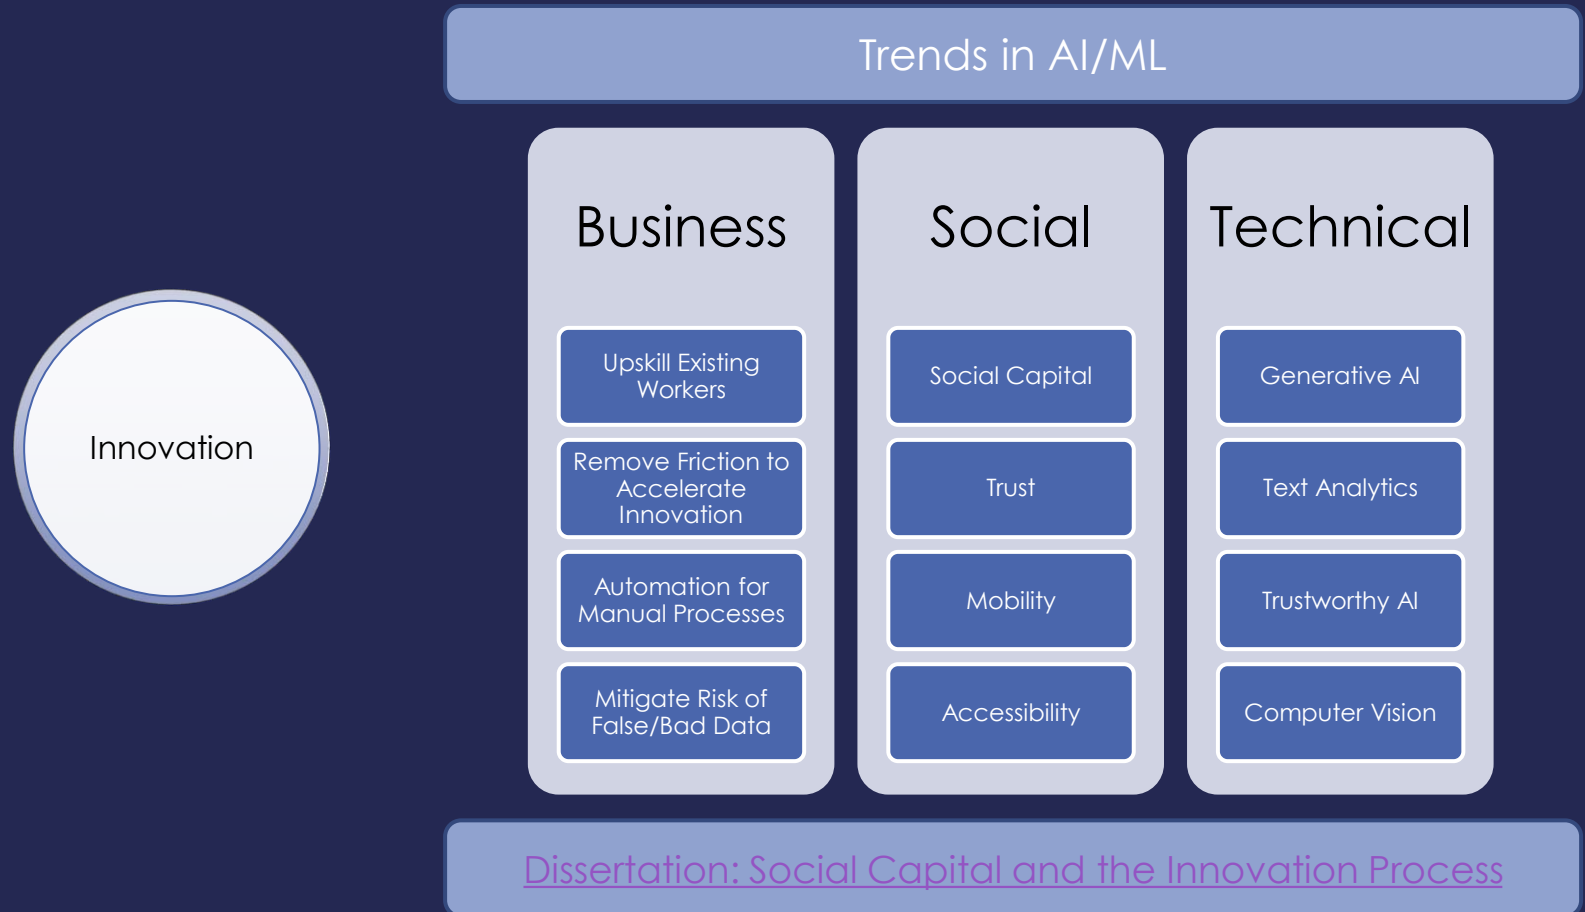 Trends in AI/ML
Innovation
Business
Upskill Existing
Workers
Remove Friction to
Accelerate
Innovation
Automation for
Manual Processes
Mitigate Risk of
False/Bad Data
Social
Social Capital
Trust
Mobility
Accessibility
Technical
Generative AI
Text Analytics
Trustworthy AI
Computer Vision
Dissertation: Social Capital and the Innovation Process